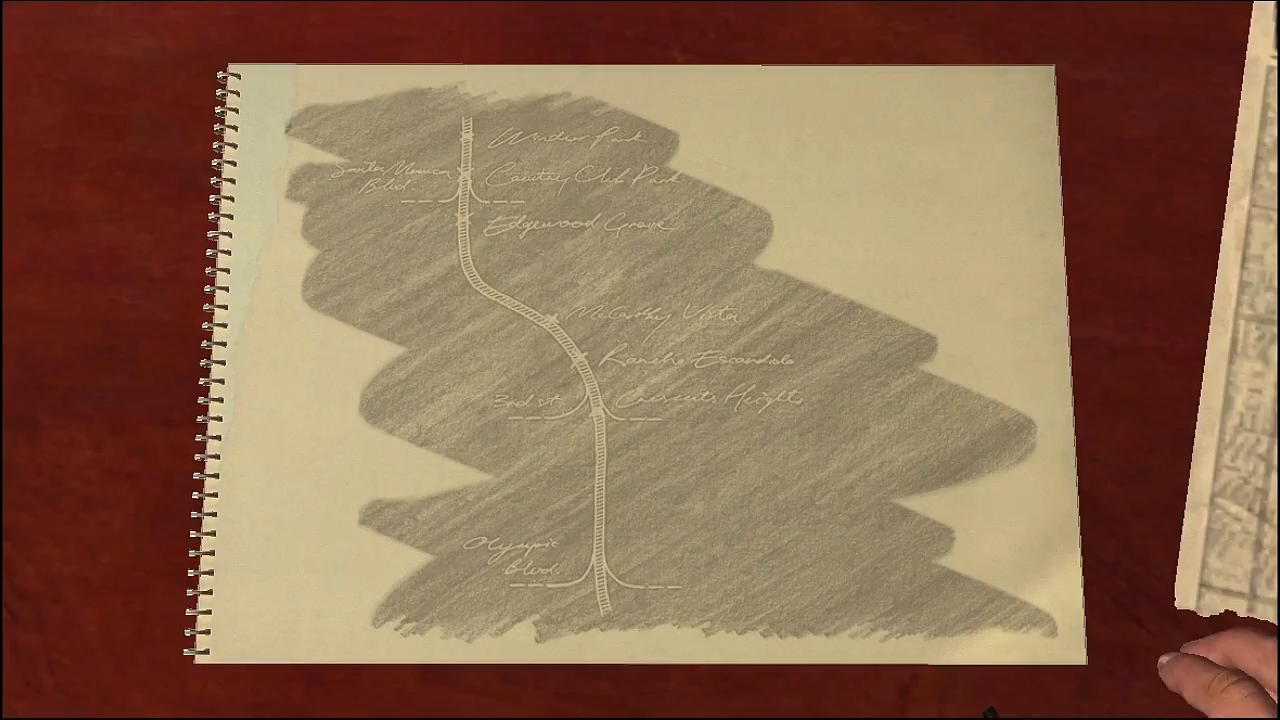 Windsor Park
Santa Monica
Blvd.
Country Club Park
Edgewood Grove
McCarthy Vista
Rancho Escondido
3rd st.
Crescent Heights
Olympic
Blvd.